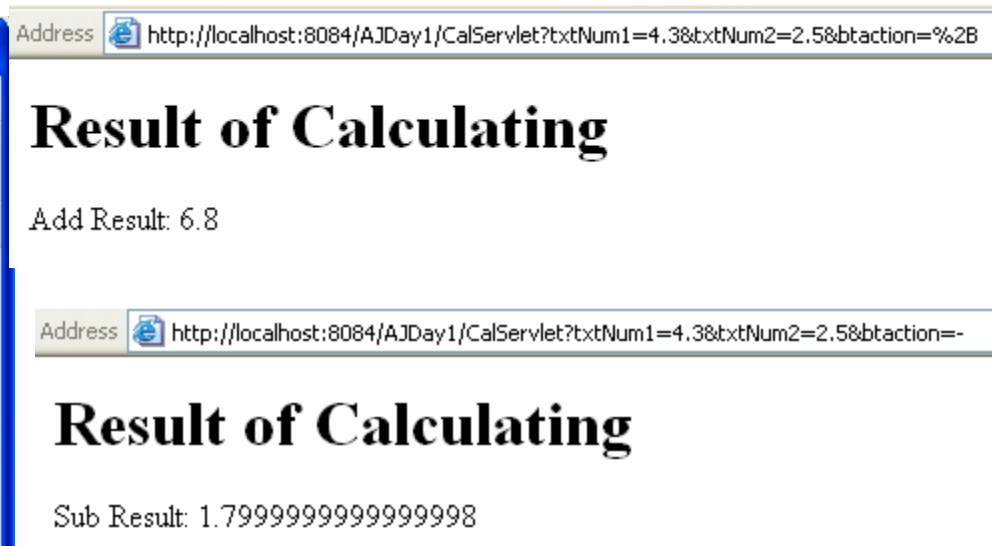 Address http://localhost:8084/AJDay1/CalServlet?txtNum1=4.3&txtNum2=2.5&btaction=%2B
Result of Calculating
Add Result: 6.8
Address http://localhost:8084/AJDay1/CalServlet?txtNum1=4.3&txtNum2=2.5&btaction=-
Result of Calculating
Sub Result: 1.7999999999999998